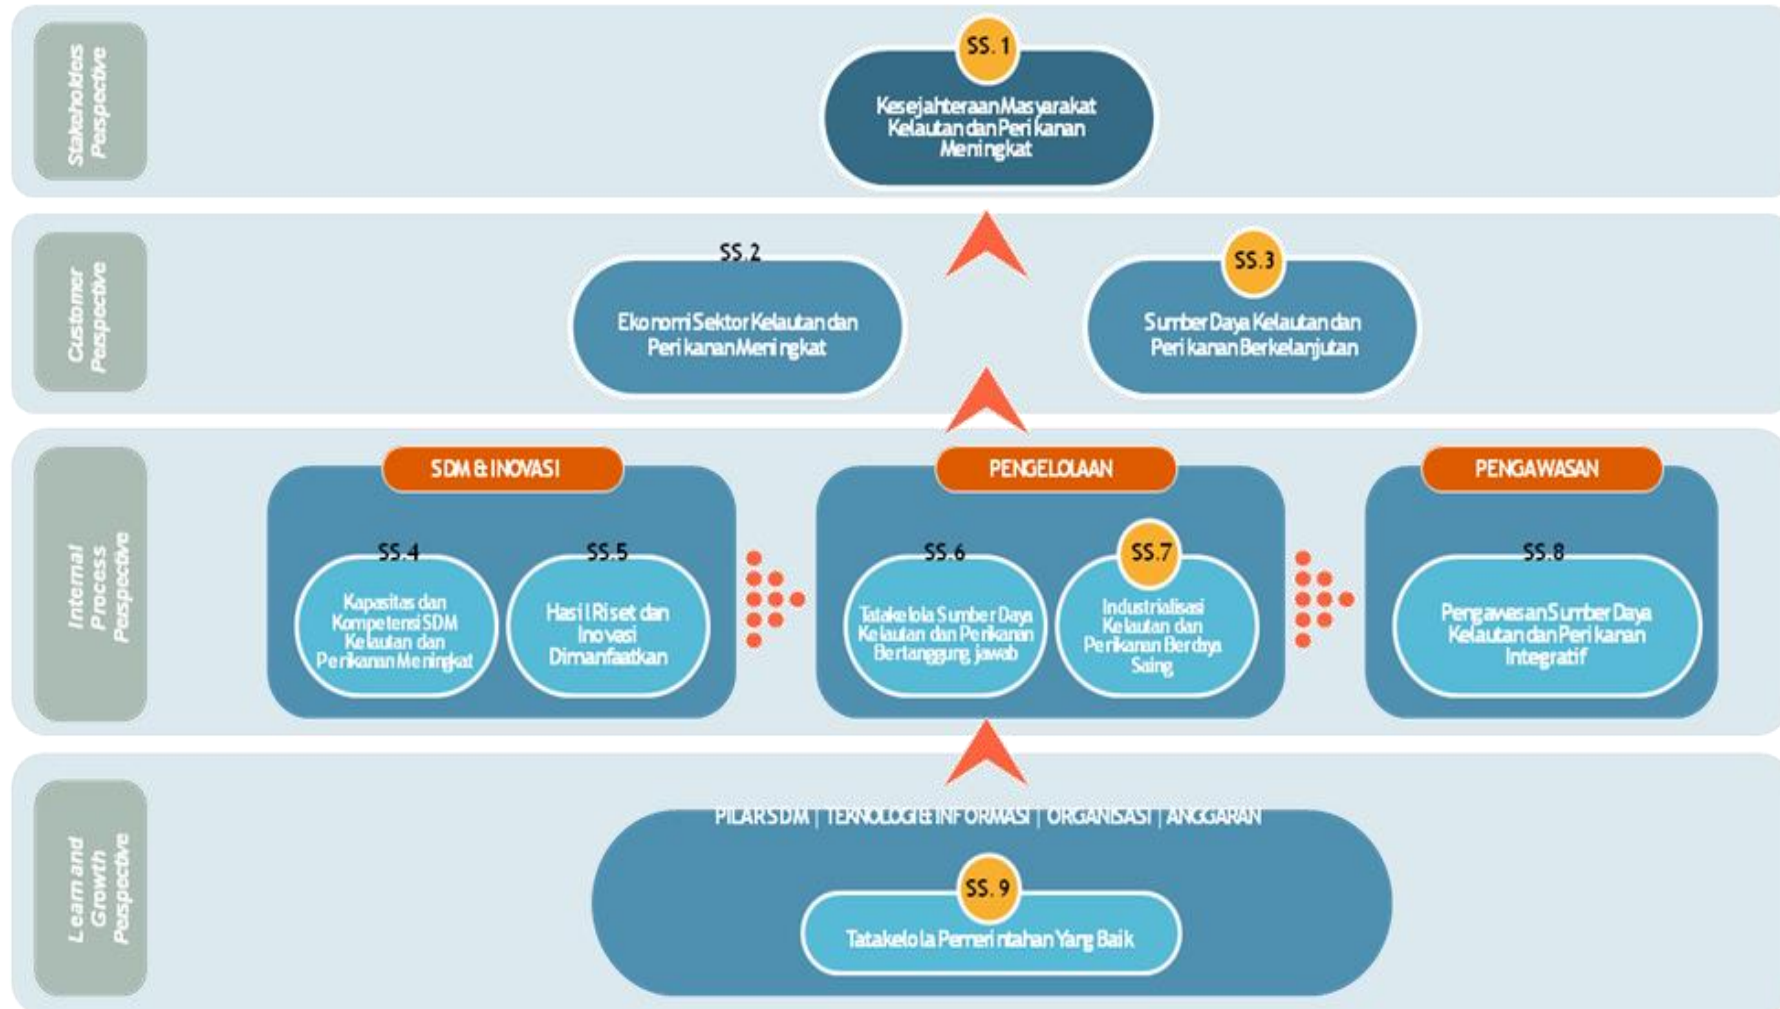 Stakeholders
Perspective
SS. 1
Kesejahteraan Masyarakat
Kelautan dan Perikanan
Meningkat
Customer
Perspective
SS.2
Ekonomi Sektor Kelautan dan
Perikanan Meningkat
SS.3
Sumber Daya Kelautan dan
Perikanan Berkelanjutan
Internal
Process
Perspective
SDM & INOVASI
SS.4
Kapasitas dan
Kompetensi SDM
Kelautan dan
Perikanan Meningkat
SS.5
Hasil Riset dan
Inovasi
Dimanfaatkan
PENGELOLAAN
SS.6
Tatakelola Sumber Daya
Kelautan dan Perikanan
Bertanggung jawab
SS.7
Industrialisasi
Kelautan dan
Perikanan Berdaya
Saing
PENGAWASAN
SS.8
Pengawasan Sumber Daya
Kelautan dan Perikanan
Integratif
Learn and
Growth
Perspective
PILAR SDM | TEKNOLOGI & INFORMASI | ORGANISASI | ANGGARAN
SS. 9
Tatakelola Pemerintahan Yang Baik